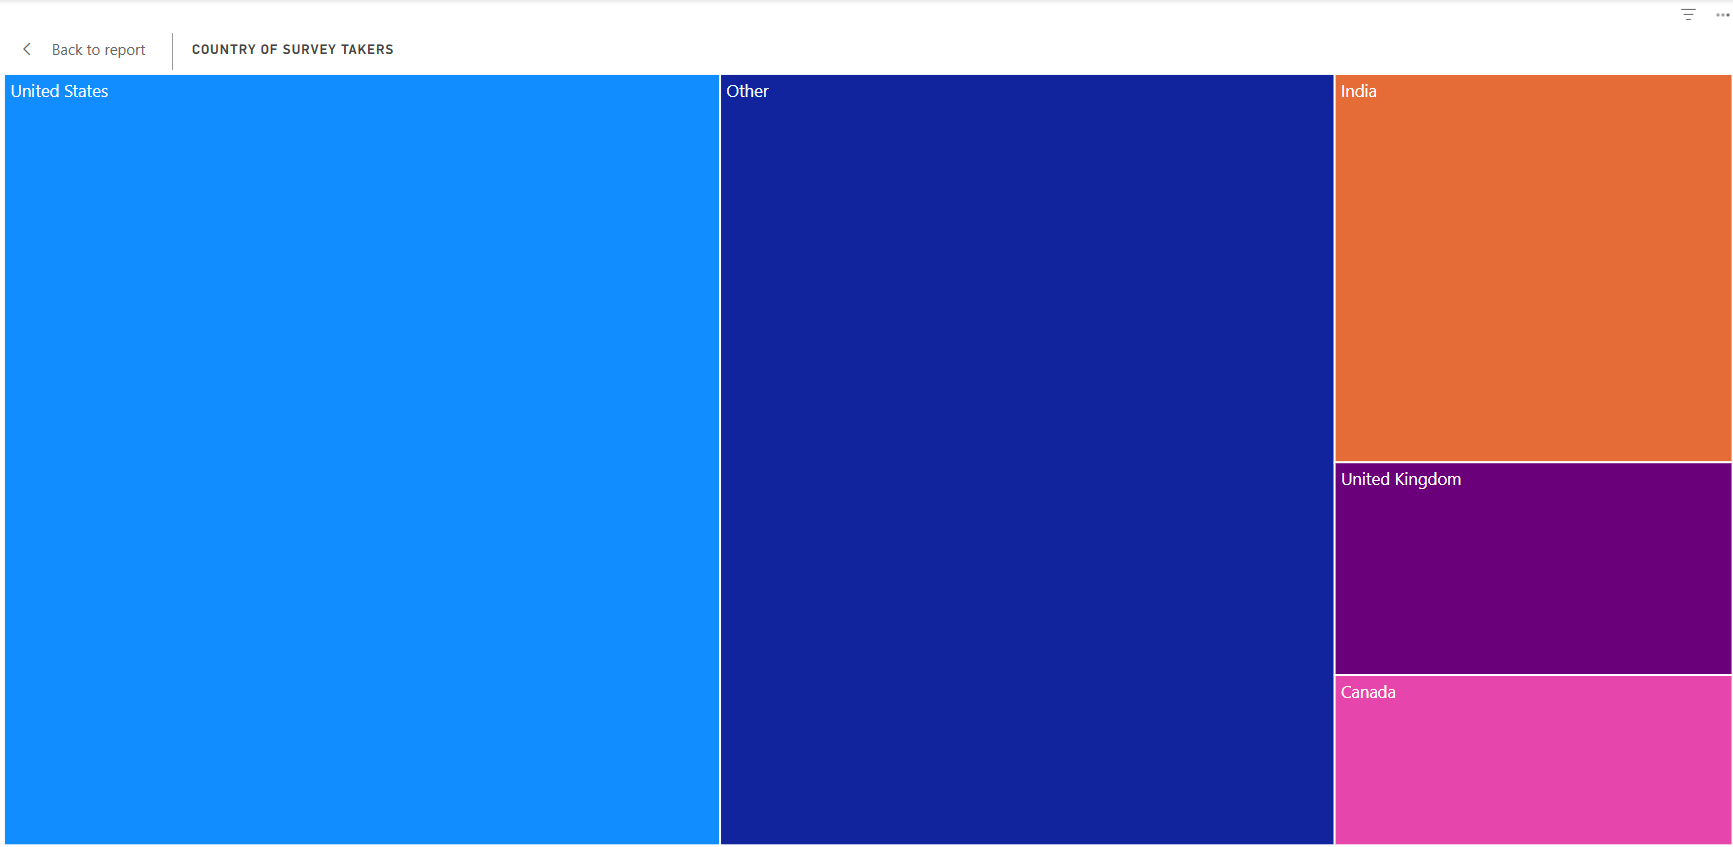 Back to report
COUNTRY OF SURVEY TAKERS
United States
Other
India
United Kingdom
Canada